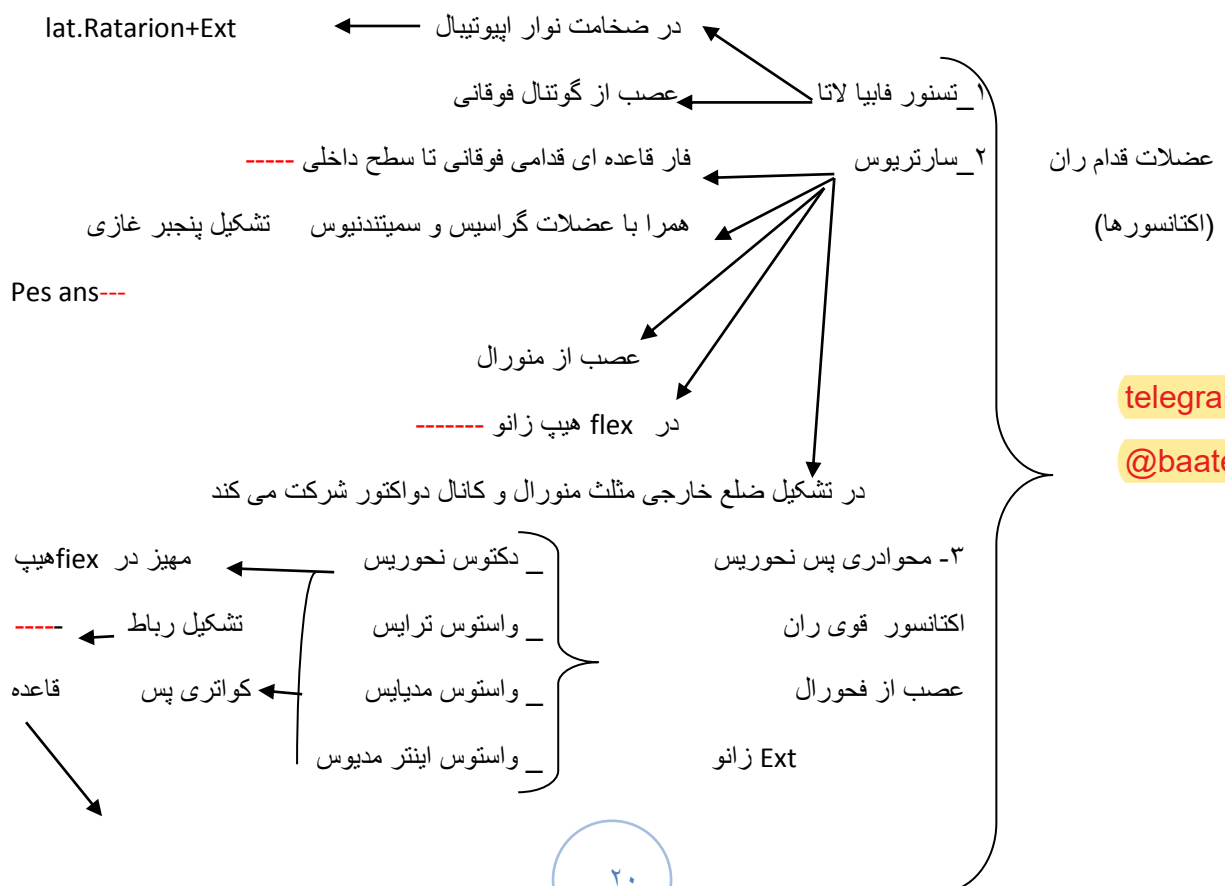 در ضخامت نوار اپیوتیبال lat.Ratarion+Ext
۱_تسنور فابیا لاتا عصب از گوتنال فوقانی
عضلات قدام ران ۲_سارتریوس فار قاعده ای قدامی فوقانی تا سطح داخلی -----
(اکتانسورها) همرا با عضلات گراسیس و سمیتندنیوس تشکیل پنجبر غازی
Pes ans---
عصب از منورال
در flex هیپ زانو -------
در تشکیل ضلع خارجی مثلث منورال و کانال دواکتور شرکت می کند
۳- محوادری پس نحوریس _ دکتوس نحوریس مهیز در fiexهیپ
اکتانسور قوی ران _ واستوس ترایس تشکیل رباط -----
عصب از فحورال _ واستوس مدیایس کواتری پس قاعده
Ext زانو _ واستوس اینتر مدیوس
۲۰